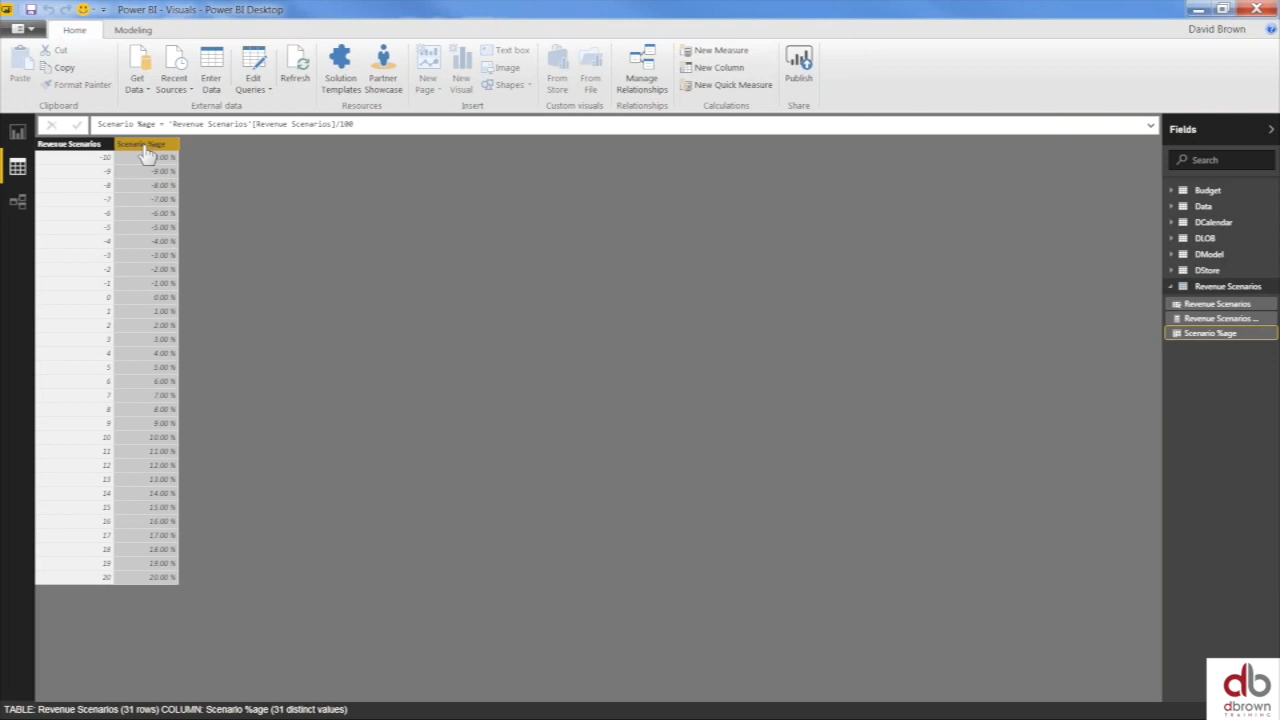 Power BI - Visuals - Power BI Desktop
Home
Modeling
David Brown
Paste
Cut
Copy
Format Painter
Clipboard
Get Data
Recent Sources
Enter Data
Edit Queries
Refresh
External data
Solution Templates
Partner Showcase
Resources
New Page
New Visual
Text box
Image
Shapes
Insert
From Store
From File
Custom visuals
Manage Relationships
Relationships
New Measure
New Column
New Quick Measure
Calculations
Publish
Share
Scenario %age = 'Revenue Scenarios'[Revenue Scenarios]/100
Revenue Scenarios Scenario %age
-10 .00 %
-9 -9.00 %
-8 -8.00 %
-7 -7.00 %
-6 -6.00 %
-5 -5.00 %
-4 -4.00 %
-3 -3.00 %
-2 -2.00 %
-1 -1.00 %
0 0.00 %
1 1.00 %
2 2.00 %
3 3.00 %
4 4.00 %
5 5.00 %
6 6.00 %
7 7.00 %
8 8.00 %
9 9.00 %
10 10.00 %
11 11.00 %
12 12.00 %
13 13.00 %
14 14.00 %
15 15.00 %
16 16.00 %
17 17.00 %
18 18.00 %
19 19.00 %
20 20.00 %
Fields
Search
Budget
Data
DCalendar
DLOB
DModel
DStore
Revenue Scenarios
Revenue Scenarios
Revenue Scenarios ...
Scenario %age
TABLE: Revenue Scenarios (31 rows) COLUMN: Scenario %age (31 distinct values)
db
dbrown
TRAINING